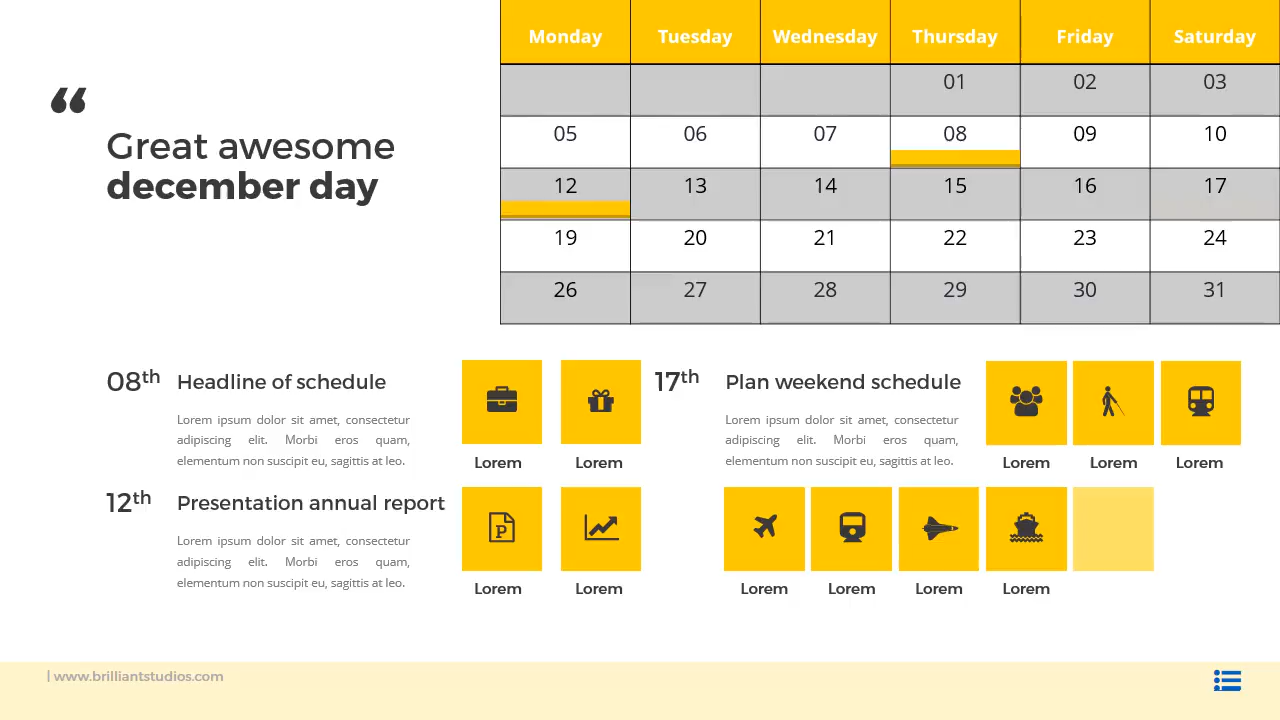 “
Great awesome
december day
Monday Tuesday Wednesday Thursday Friday Saturday
01 02 03
05 06 07 08 09 10
12 13 14 15 16 17
19 20 21 22 23 24
26 27 28 29 30 31
08th Headline of schedule
Lorem ipsum dolor sit amet, consectetur
adipiscing elit. Morbi eros quam,
elementum non suscipit eu, sagittis at leo.
Lorem Lorem
12th Presentation annual report
Lorem ipsum dolor sit amet, consectetur
adipiscing elit. Morbi eros quam,
elementum non suscipit eu, sagittis at leo.
P
Lorem Lorem
17th Plan weekend schedule
Lorem ipsum dolor sit amet, consectetur
adipiscing elit. Morbi eros quam,
elementum non suscipit eu, sagittis at leo.
Lorem Lorem Lorem
Lorem Lorem Lorem Lorem
| www.brilliantstudios.com